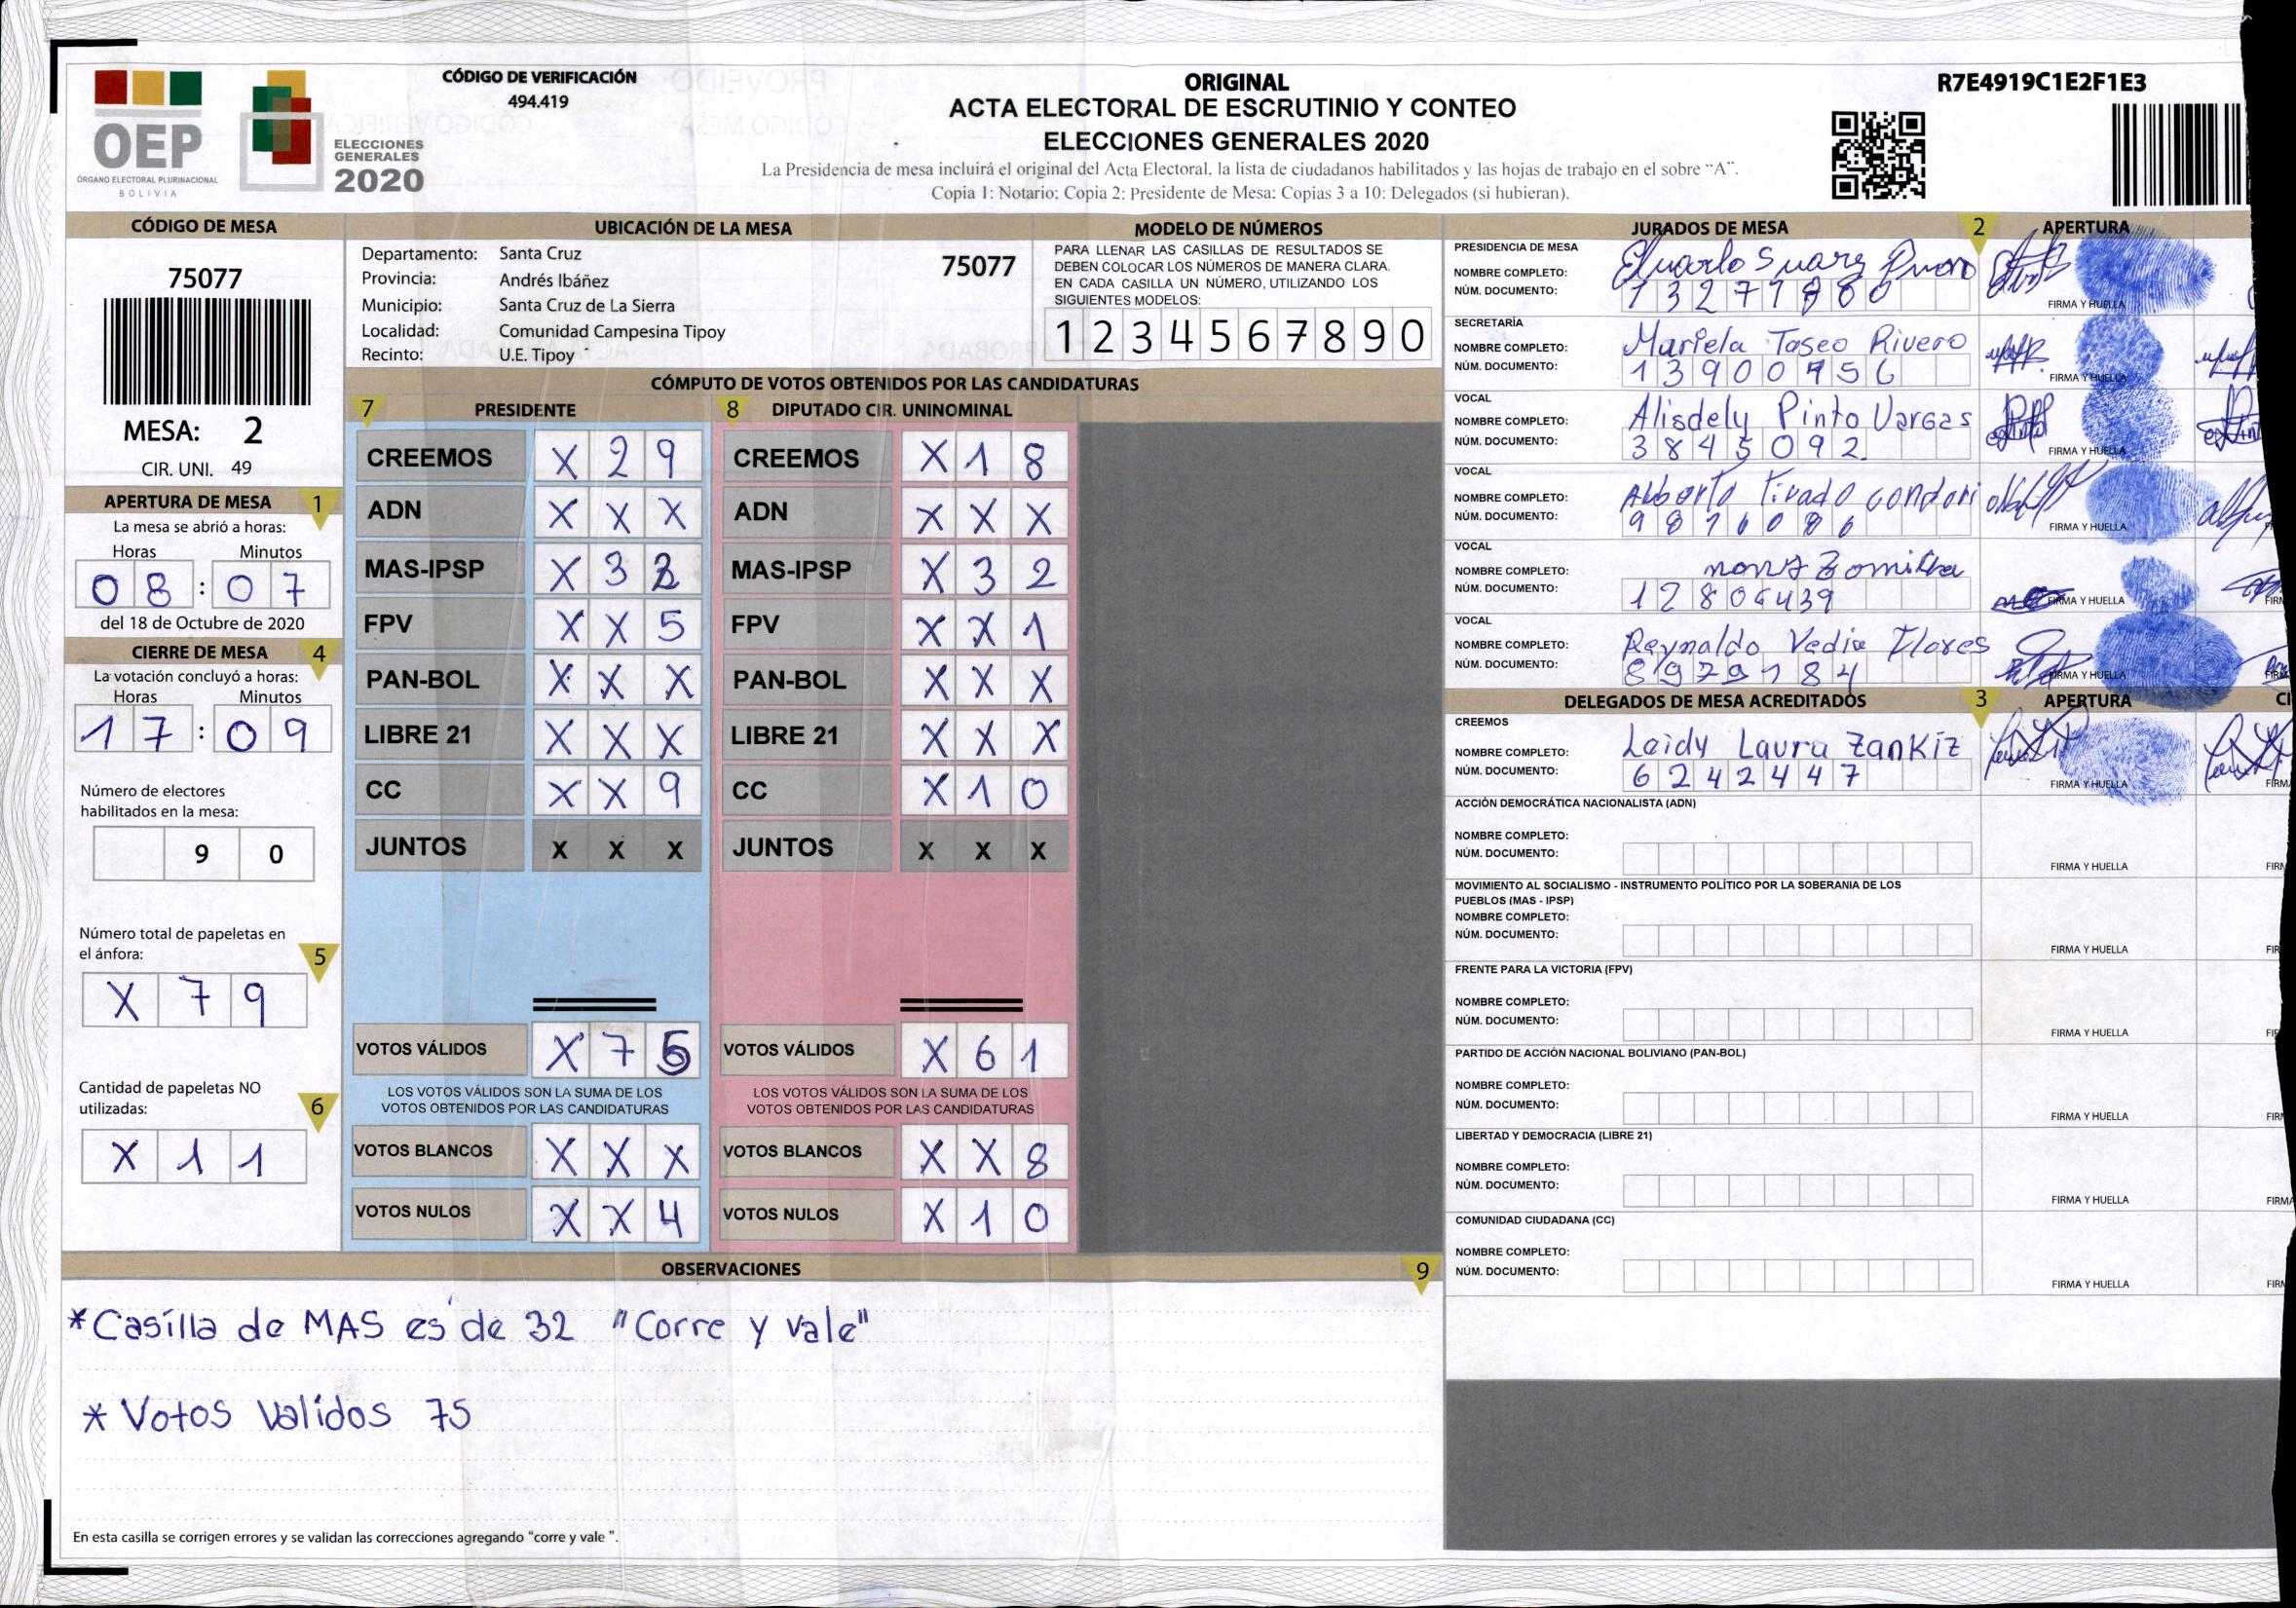 CÓDIGO DE VERIFICACIÓN
494.419
ORIGINAL
ACTA ELECTORAL DE ESCRUTINIO Y CONTEO
ELECCIONES GENERALES 2020
La Presidencia de mesa incluirá el original del Acta Electoral, la lista de ciudadanos habilitados y las hojas de trabajo en el sobre "A".
Copia 1: Notario; Copia 2: Presidente de Mesa; Copias 3 a 10: Delegados (si hubieran).
R7E4919C1E2F1E3
OEP
ÓRGANO ELECTORAL PLURINACIONAL
BOLIVIA
ELECCIONES
GENERALES
2020
CÓDIGO DE MESA
75077
MESA: 2
CIR. UNI. 49
APERTURA DE MESA 1
La mesa se abrió a horas:
Horas Minutos
08:07
del 18 de Octubre de 2020
CIERRE DE MESA 4
La votación concluyó a horas:
Horas Minutos
17:09
Número de electores
habilitados en la mesa:
9 0
Número total de papeletas en
el ánfora: 5
X 7 9
Cantidad de papeletas NO
utilizadas: 6
X 1 1
UBICACIÓN DE LA MESA
Departamento: Santa Cruz 75077
Provincia: Andrés Ibáñez
Municipio: Santa Cruz de La Sierra
Localidad: Comunidad Campesina Tipoy
Recinto: U.E. Tipoy
MODELO DE NÚMEROS
PARA LLENAR LAS CASILLAS DE RESULTADOS SE
DEBEN COLOCAR LOS NÚMEROS DE MANERA CLARA.
EN CADA CASILLA UN NÚMERO, UTILIZANDO LOS
SIGUIENTES MODELOS:
1 2 3 4 5 6 7 8 9 0
CÓMPUTO DE VOTOS OBTENIDOS POR LAS CANDIDATURAS
7 PRESIDENTE
CREEMOS X 2 9
ADN X X X
MAS-IPSP X 3 2
FPV X X 5
PAN-BOL X X X
LIBRE 21 X X X
CC X X 9
JUNTOS X X X
VOTOS VÁLIDOS X 7 5
LOS VOTOS VÁLIDOS SON LA SUMA DE LOS
VOTOS OBTENIDOS POR LAS CANDIDATURAS
VOTOS BLANCOS X X X
VOTOS NULOS X X 4
8 DIPUTADO CIR. UNINOMINAL
CREEMOS X 1 8
ADN X X X
MAS-IPSP X 3 2
FPV X X 1
PAN-BOL X X X
LIBRE 21 X X X
CC X 1 0
JUNTOS X X X
VOTOS VÁLIDOS X 6 1
LOS VOTOS VÁLIDOS SON LA SUMA DE LOS
VOTOS OBTENIDOS POR LAS CANDIDATURAS
VOTOS BLANCOS X X 8
VOTOS NULOS X 1 0
OBSERVACIONES 9
* Casilla de MAS es de 32 "Corre y vale"
* Votos Validos 75
En esta casilla se corrigen errores y se validan las correcciones agregando "corre y vale".
JURADOS DE MESA 2 APERTURA
PRESIDENCIA DE MESA
NOMBRE COMPLETO:
NÚM. DOCUMENTO:
FIRMA Y HUELLA
SECRETARÍA
NOMBRE COMPLETO: Mariela Taseo Rivero
NÚM. DOCUMENTO: 13900956
FIRMA Y HUELLA
VOCAL
NOMBRE COMPLETO: Alisdely Pinto Vargas
NÚM. DOCUMENTO: 3845092
FIRMA Y HUELLA
VOCAL
NOMBRE COMPLETO: Alberto Tirado condori
NÚM. DOCUMENTO:
FIRMA Y HUELLA
VOCAL
NOMBRE COMPLETO:
NÚM. DOCUMENTO: 12806439
FIRMA Y HUELLA
VOCAL
NOMBRE COMPLETO: Reynaldo Vedia Flores
NÚM. DOCUMENTO: 8979184
FIRMA Y HUELLA
DELEGADOS DE MESA ACREDITADOS 3 APERTURA CI
CREEMOS
NOMBRE COMPLETO: Leidy Laura Zankiz
NÚM. DOCUMENTO: 6242447
FIRMA Y HUELLA FIRMA
ACCIÓN DEMOCRÁTICA NACIONALISTA (ADN)
NOMBRE COMPLETO:
NÚM. DOCUMENTO:
FIRMA Y HUELLA FIR
MOVIMIENTO AL SOCIALISMO - INSTRUMENTO POLÍTICO POR LA SOBERANIA DE LOS
PUEBLOS (MAS - IPSP)
NOMBRE COMPLETO:
NÚM. DOCUMENTO:
FIRMA Y HUELLA FIR
FRENTE PARA LA VICTORIA (FPV)
NOMBRE COMPLETO:
NÚM. DOCUMENTO:
FIRMA Y HUELLA FIR
PARTIDO DE ACCIÓN NACIONAL BOLIVIANO (PAN-BOL)
NOMBRE COMPLETO:
NÚM. DOCUMENTO:
FIRMA Y HUELLA FIR
LIBERTAD Y DEMOCRACIA (LIBRE 21)
NOMBRE COMPLETO:
NÚM. DOCUMENTO:
FIRMA Y HUELLA FIRM
COMUNIDAD CIUDADANA (CC)
NOMBRE COMPLETO:
NÚM. DOCUMENTO:
FIRMA Y HUELLA FIRM